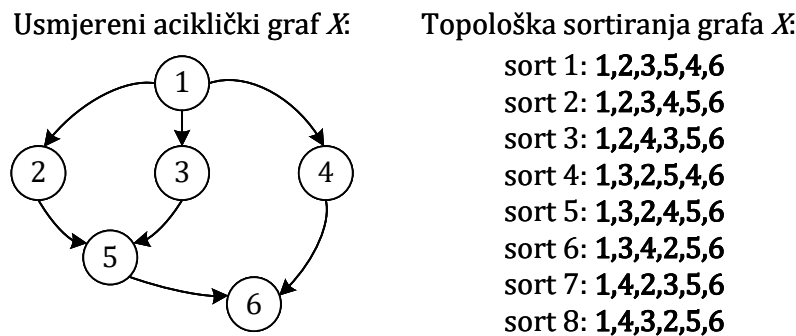 Usmjereni aciklički graf X:
1
2
3
4
5
6
Topološka sortiranja grafa X:
sort 1: 1,2,3,5,4,6
sort 2: 1,2,3,4,5,6
sort 3: 1,2,4,3,5,6
sort 4: 1,3,2,5,4,6
sort 5: 1,3,2,4,5,6
sort 6: 1,3,4,2,5,6
sort 7: 1,4,2,3,5,6
sort 8: 1,4,3,2,5,6